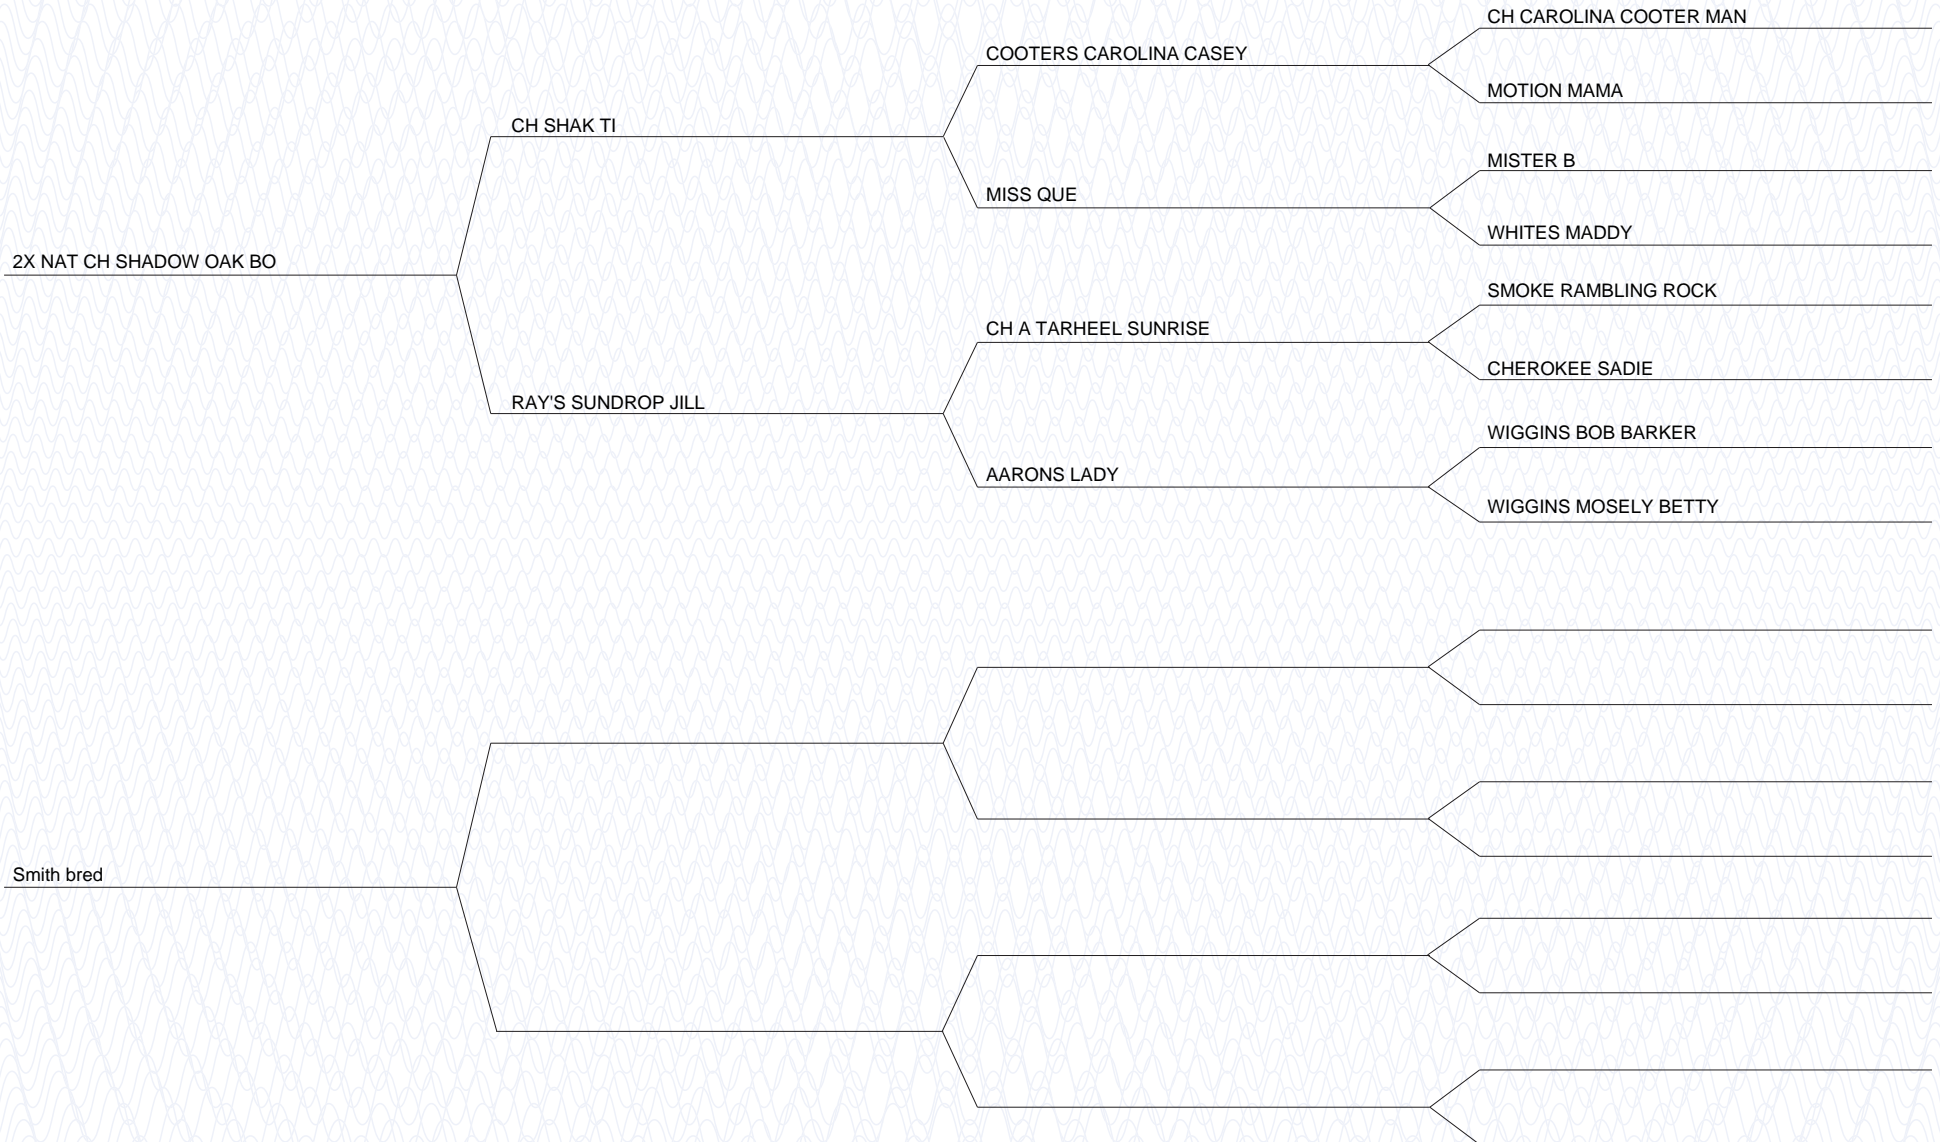 CH CAROLINA COOTER MAN
COOTERS CAROLINA CASEY
MOTION MAMA
CH SHAK TI
MISTER B
MISS QUE
WHITES MADDY
2X NAT CH SHADOW OAK BO
SMOKE RAMBLING ROCK
CH A TARHEEL SUNRISE
CHEROKEE SADIE
RAY'S SUNDROP JILL
WIGGINS BOB BARKER
AARONS LADY
WIGGINS MOSELY BETTY
Smith bred